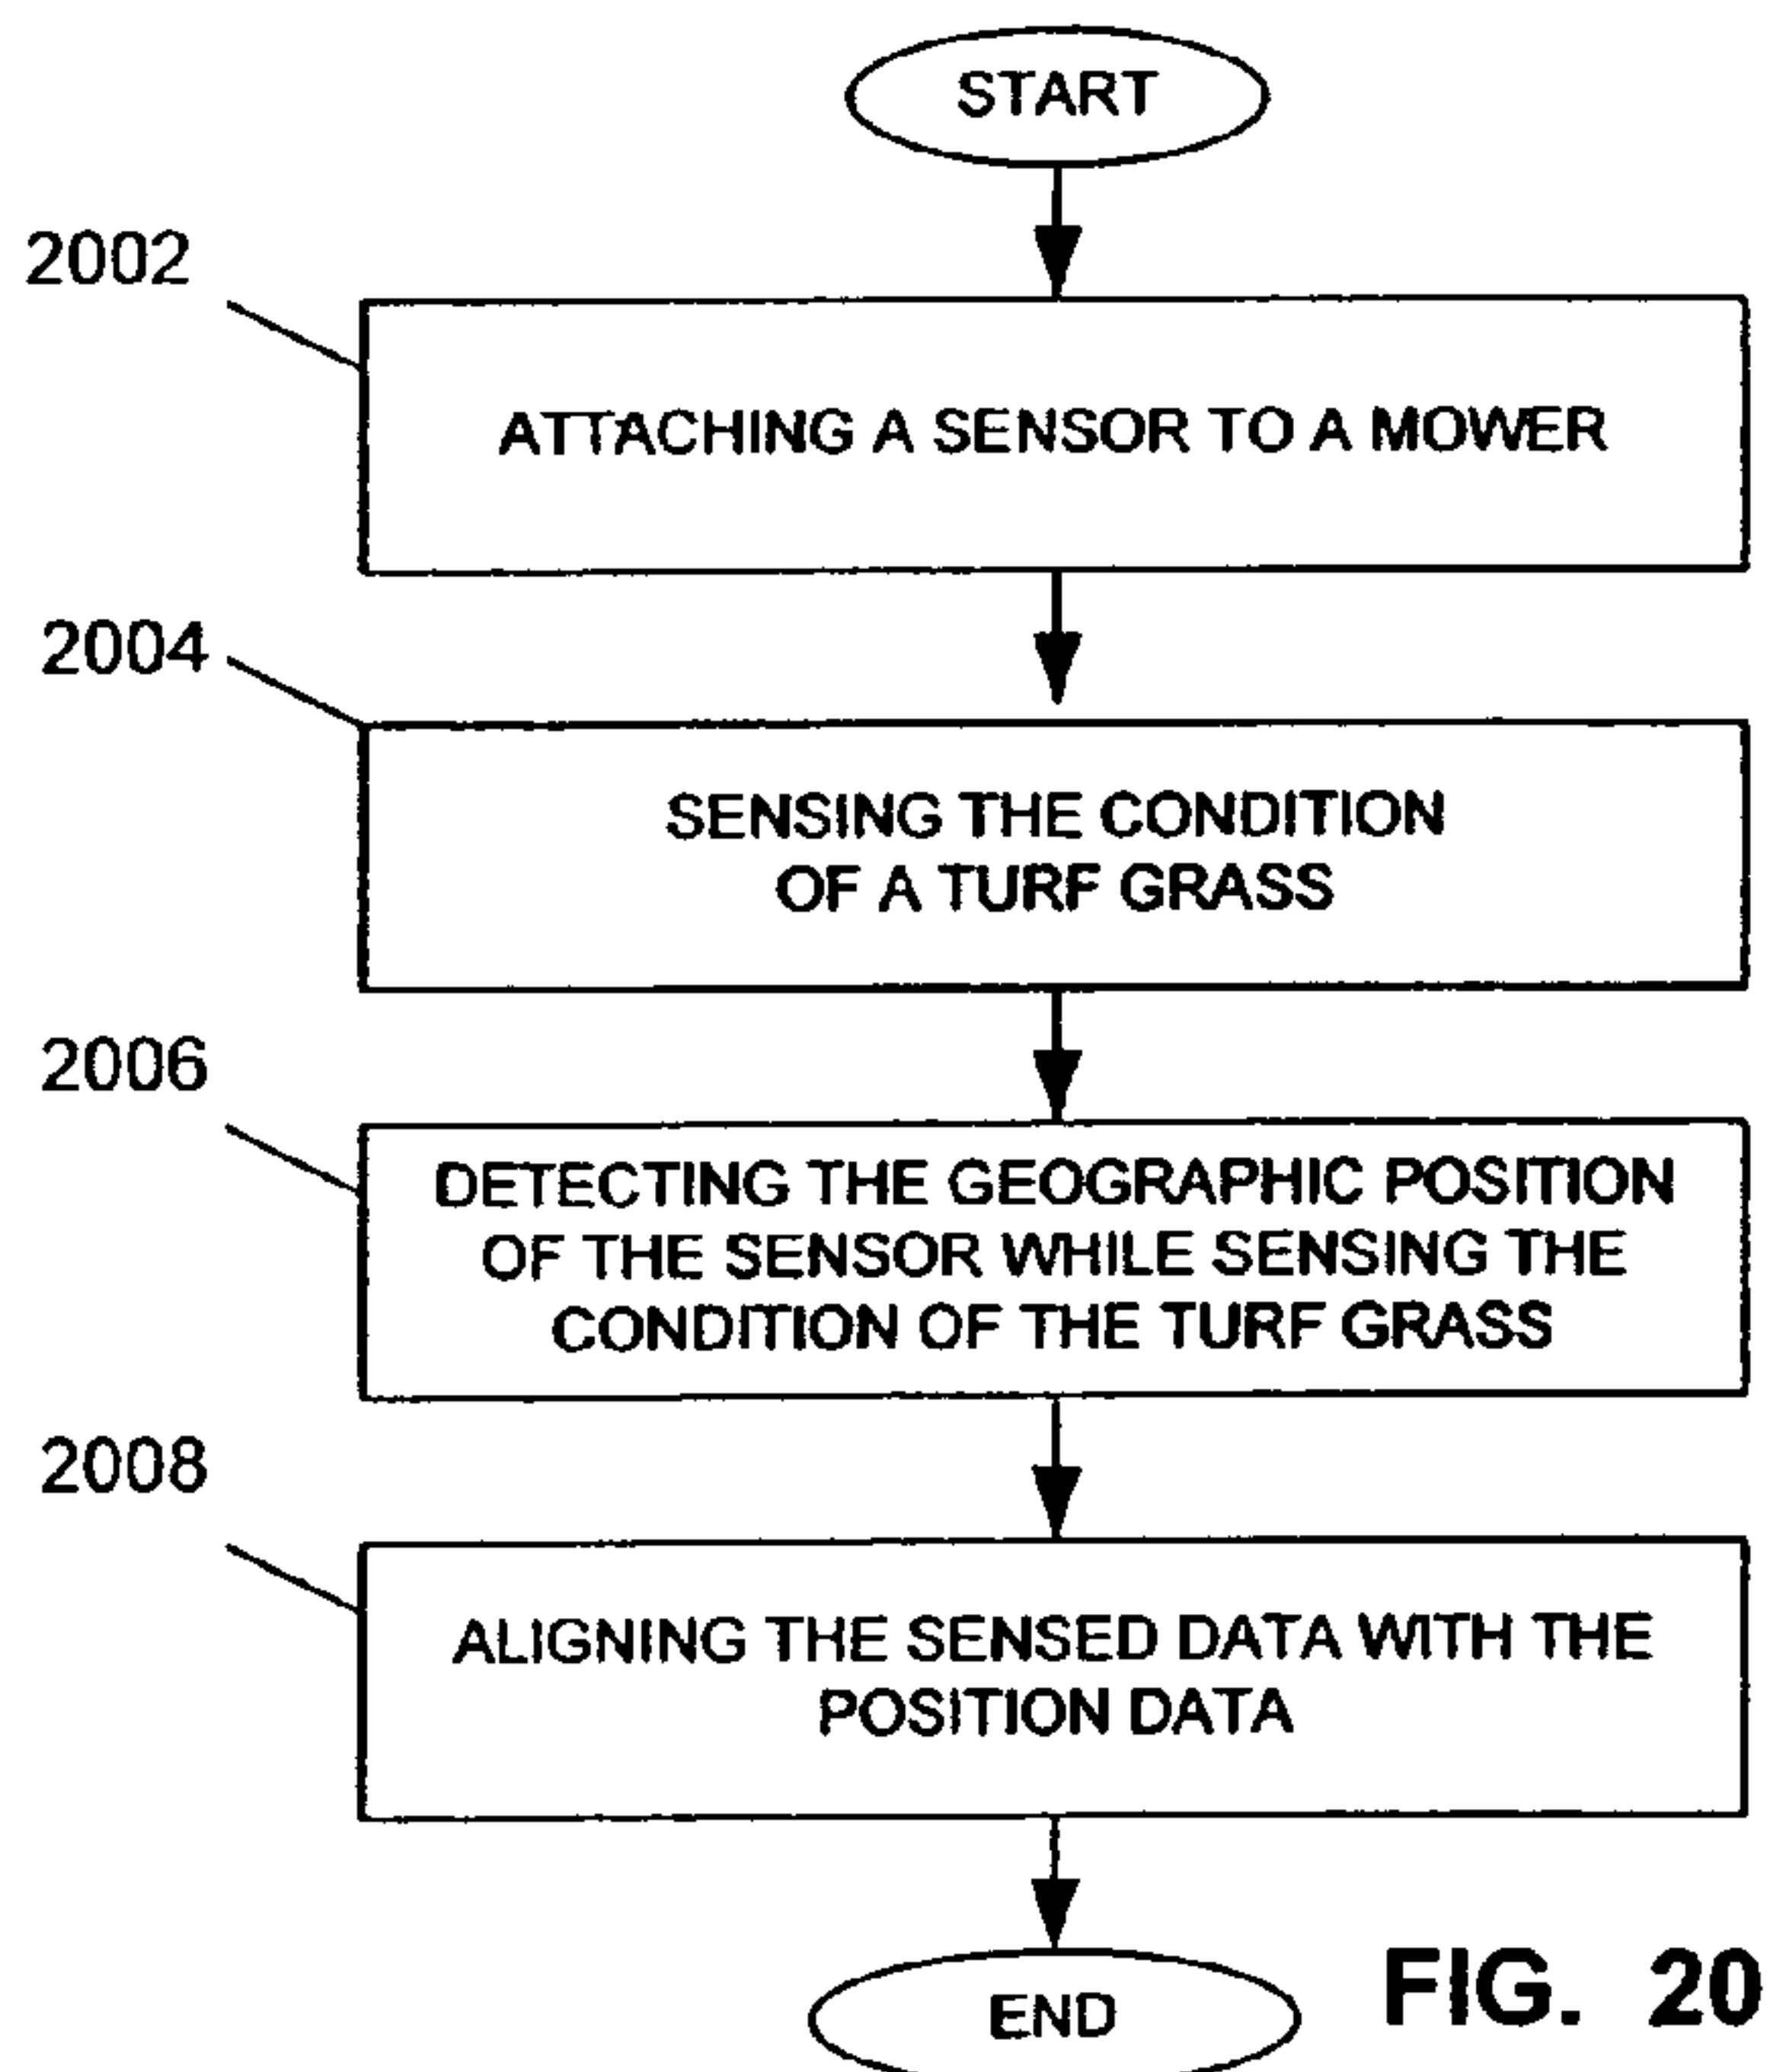 START
2002
ATTACHING A SENSOR TO A MOWER
2004
SENSING THE CONDITION
OF A TURF GRASS
2006
DETECTING THE GEOGRAPHIC POSITION
OF THE SENSOR WHILE SENSING THE
CONDITION OF THE TURF GRASS
2008
ALIGNING THE SENSED DATA WITH THE
POSITION DATA
END
FIG. 20